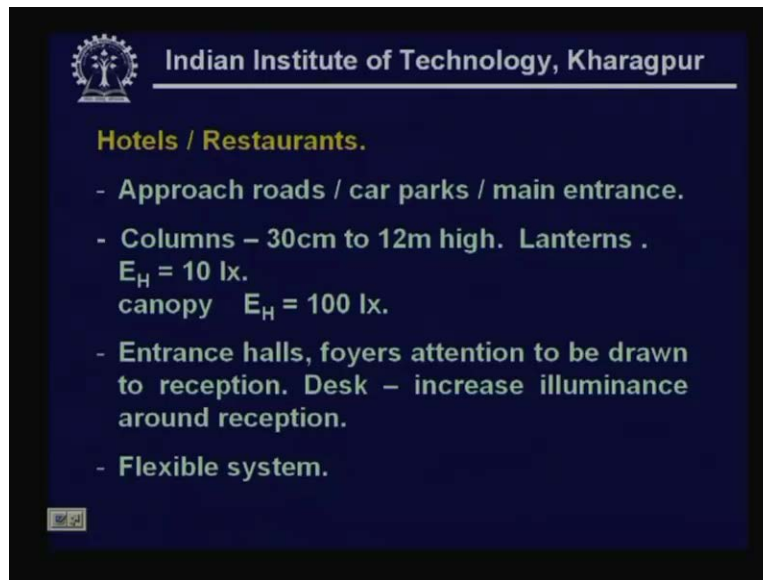 Indian Institute of Technology, Kharagpur
Hotels / Restaurants.
- Approach roads / car parks / main entrance.
- Columns – 30cm to 12m high. Lanterns .
E_H = 10 lx.
canopy E_H = 100 lx.
- Entrance halls, foyers attention to be drawn
to reception. Desk – increase illuminance
around reception.
- Flexible system.